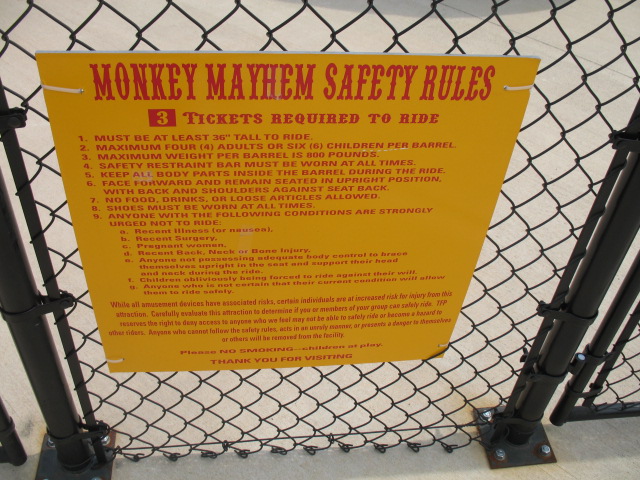 MONKEY MAYHEM SAFETY RULES
3 TICKETS REQUIRED TO RIDE
1. MUST BE AT LEAST 36" TALL TO RIDE.
2. MAXIMUM FOUR (4) ADULTS OR SIX (6) CHILDREN PER BARREL.
3. MAXIMUM WEIGHT PER BARREL IS 800 POUNDS.
4. SAFETY RESTRAINT BAR MUST BE WORN AT ALL TIMES.
5. KEEP ALL BODY PARTS INSIDE THE BARREL DURING THE RIDE.
6. FACE FORWARD AND REMAIN SEATED IN UPRIGHT POSITION,
WITH BACK AND SHOULDERS AGAINST SEAT BACK.
7. NO FOOD, DRINKS, OR LOOSE ARTICLES ALLOWED.
8. SHOES MUST BE WORN AT ALL TIMES.
9. ANYONE WITH THE FOLLOWING CONDITIONS ARE STRONGLY
URGED NOT TO RIDE:
a. Recent Illness (or nausea),
b. Recent Surgery,
c. Pregnant women,
d. Recent Back, Neck or Bone Injury,
e. Anyone not possessing adequate body control to brace
themselves upright in the seat and support their head
and neck during the ride.
f. Children obviously being forced to ride against their will.
g. Anyone who is not certain that their current condition will allow
them to ride safely.
While all amusement devices have associated risks, certain individuals are at increased risk for injury from this
attraction. Carefully evaluate this attraction to determine if you or members of your group can safely ride. TFP
reserves the right to deny access to anyone who we feel may not be able to safely ride or become a hazard to
other riders. Anyone who cannot follow the safety rules, acts in an unruly manner, or presents a danger to themselves
or others will be removed from the facility.
Please NO SMOKING--children at play.
THANK YOU FOR VISITING